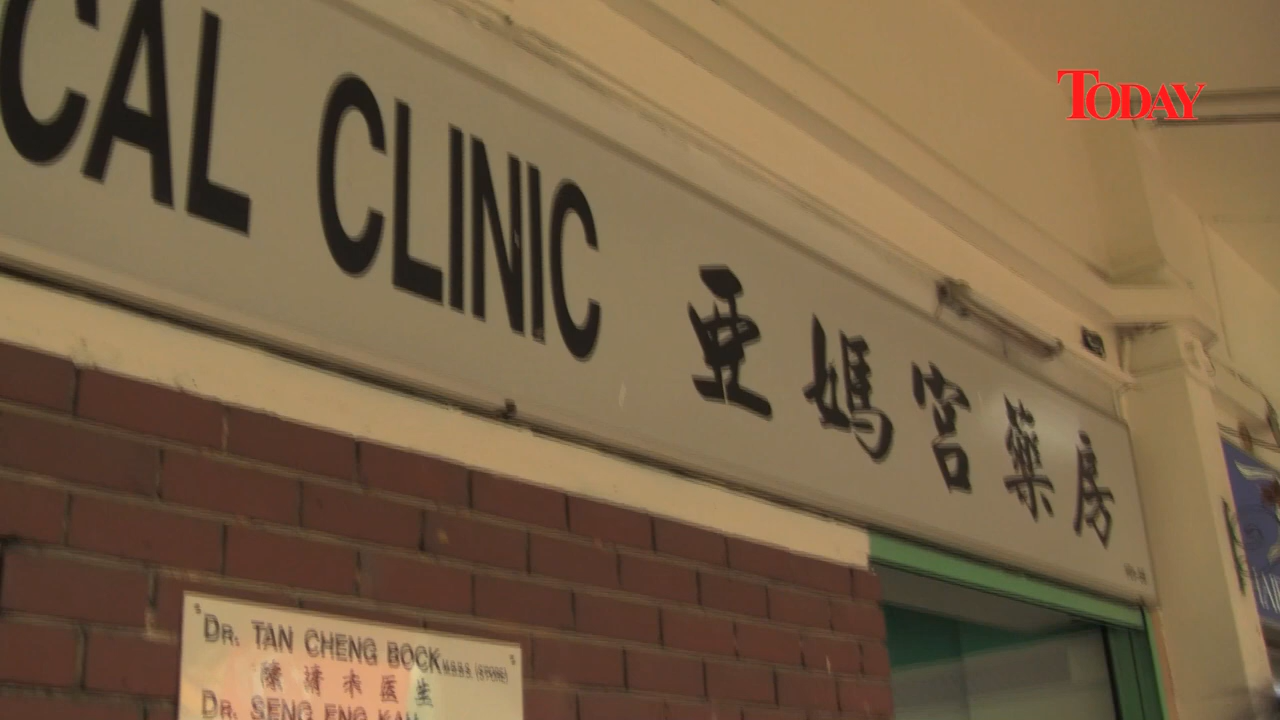 TODAY
CAL CLINIC 亞媽宮藥房
DR. TAN CHENG BOCK M.B.B.S. (S'PORE)
陳清木医生
DR. SENG ENG